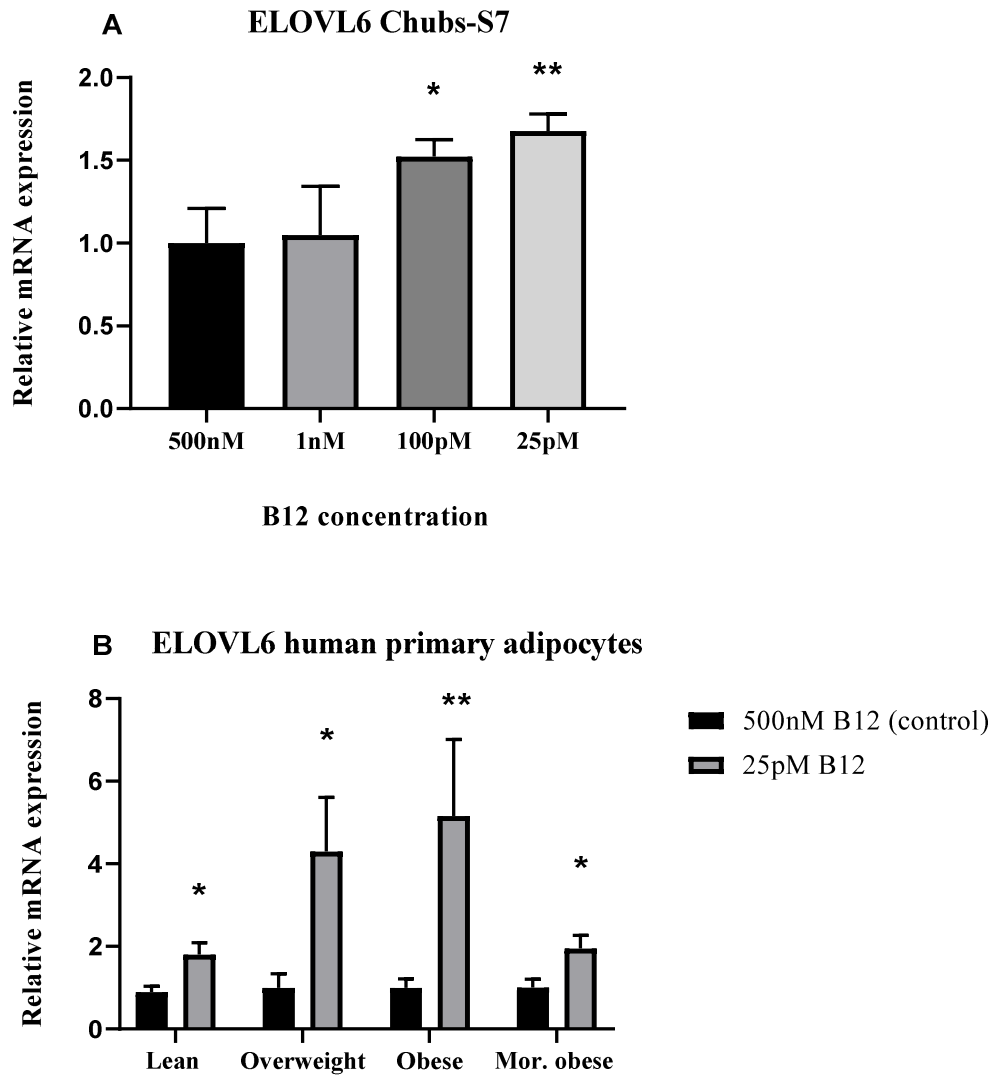 A
ELOVL6 Chubs-S7
Relative mRNA expression
2.0
1.5
1.0
0.5
0.0
*
**
500nM 1nM 100pM 25pM
B12 concentration
B
ELOVL6 human primary adipocytes
Relative mRNA expression
8
6
4
2
0
*
*
**
*
Lean Overweight Obese Mor. obese
500nM B12 (control)
25pM B12